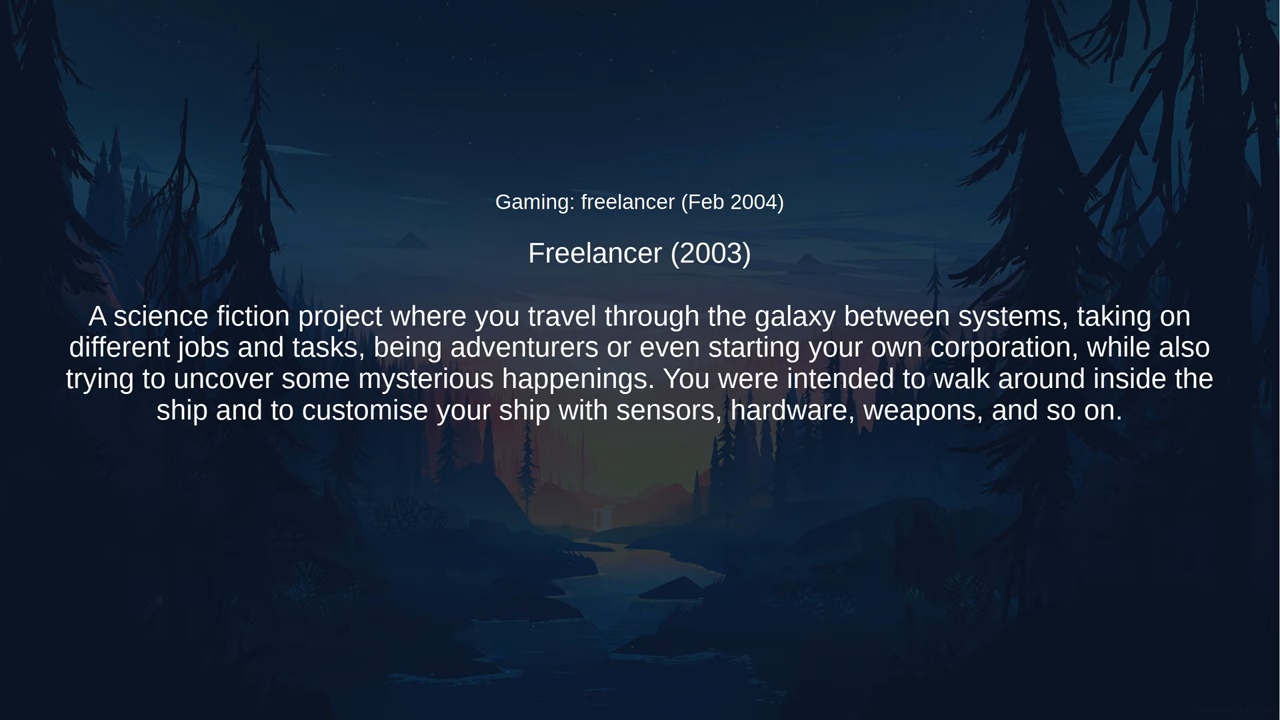 Gaming: freelancer (Feb 2004)
Freelancer (2003)
A science fiction project where you travel through the galaxy between systems, taking on
different jobs and tasks, being adventurers or even starting your own corporation, while also
trying to uncover some mysterious happenings. You were intended to walk around inside the
ship and to customise your ship with sensors, hardware, weapons, and so on.